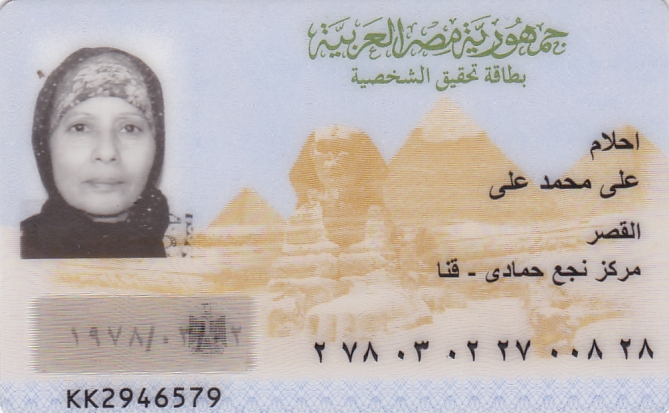 جمهورية مصر العربية
بطاقة تحقيق الشخصية
احلام
على محمد على
القصر
مركز نجع حمادى - قنا
٢ ٧٨ ٠٣ ٠٢ ٢٧ ٠٠٨ ٢٨
١٩٧٨/٠
KK2946579